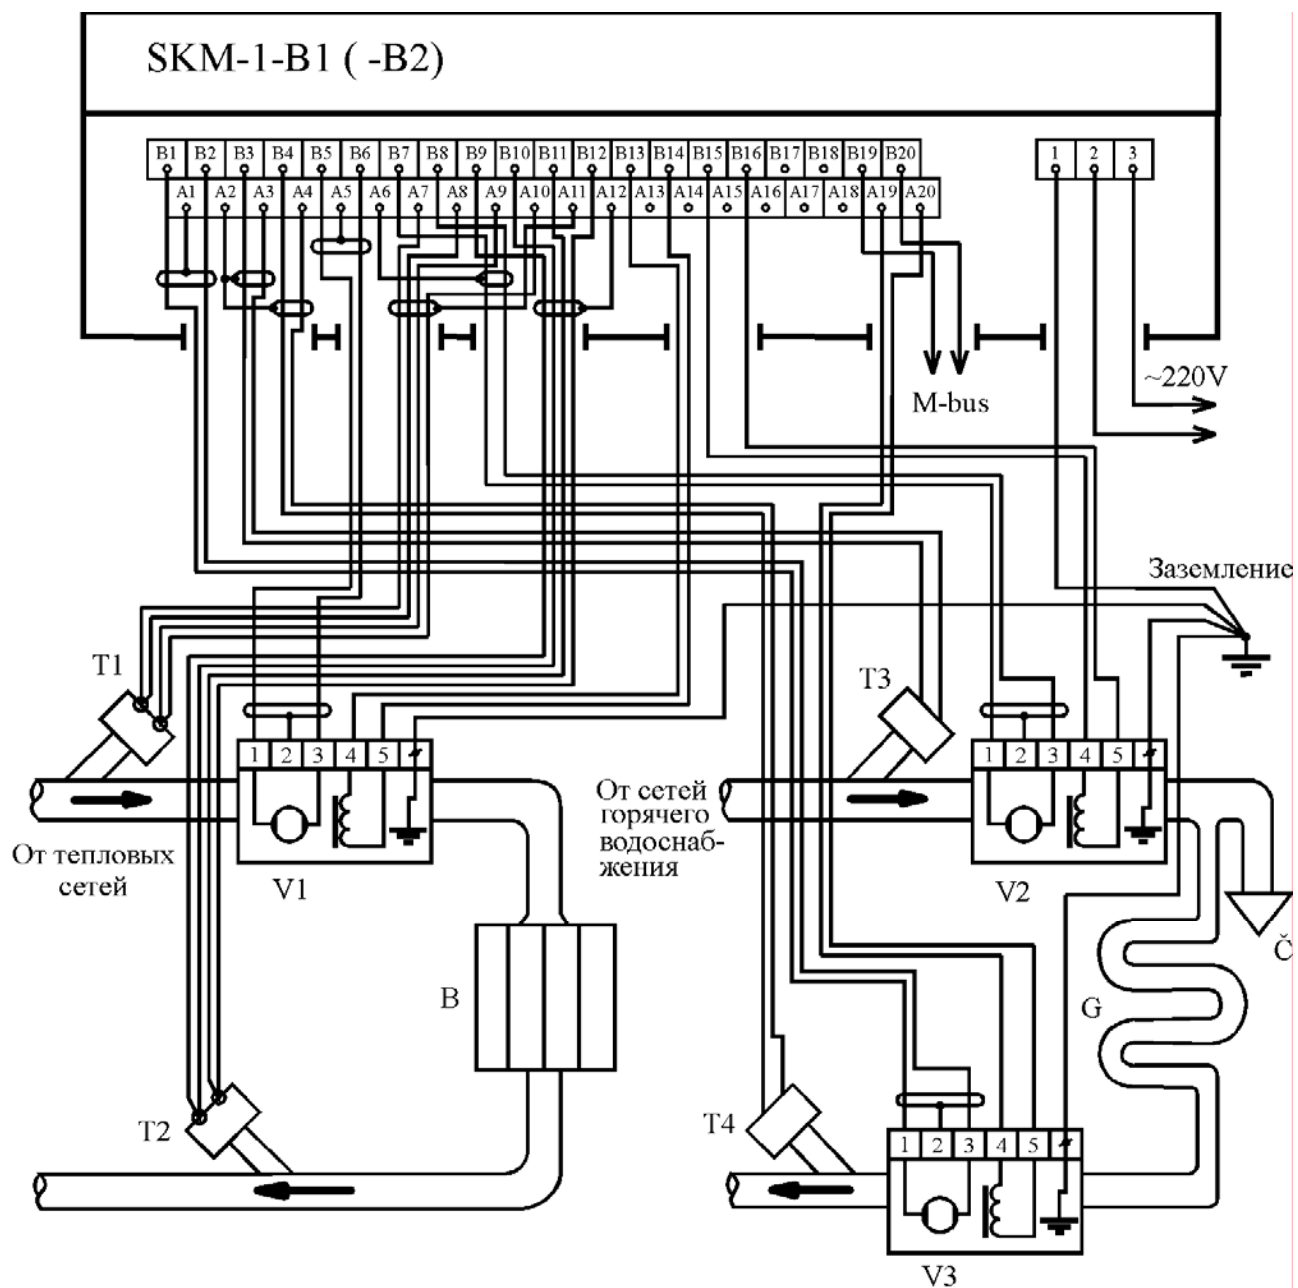 SKM-1-B1 ( -B2)
B1 B2 B3 B4 B5 B6 B7 B8 B9 B10 B11 B12 B13 B14 B15 B16 B17 B18 B19 B20
1 2 3
A1 A2 A3 A4 A5 A6 A7 A8 A9 A10 A11 A12 A13 A14 A15 A16 A17 A18 A19 A20
~220V
M-bus
Заземление
T1
T3
1 2 3 4 5
1 2 3 4 5
От тепловых
сетей
От сетей
горячего
водоснаб-
жения
V1
V2
Č
B
G
T2
T4
1 2 3 4 5
V3